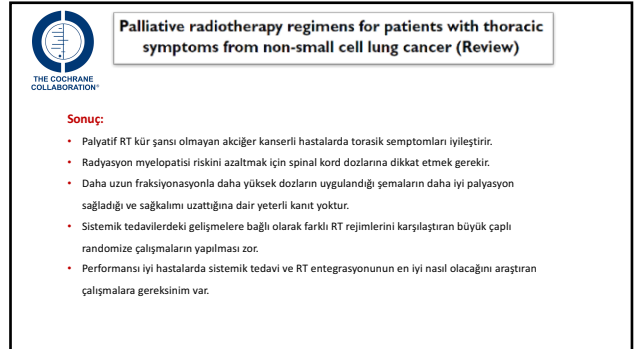 Palliative radiotherapy regimens for patients with thoracic
symptoms from non-small cell lung cancer (Review)
THE COCHRANE
COLLABORATION®
Sonuç:
• Palyatif RT kür şansı olmayan akciğer kanserli hastalarda torasik semptomları iyileştirir.
• Radyasyon myelopatisi riskini azaltmak için spinal kord dozlarına dikkat etmek gerekir.
• Daha uzun fraksiyonasyonla daha yüksek dozların uygulandığı şemaların daha iyi palyasyon
sağladığı ve sağkalımı uzattığına dair yeterli kanıt yoktur.
• Sistemik tedavilerdeki gelişmelere bağlı olarak farklı RT rejimlerini karşılaştıran büyük çaplı
randomize çalışmaların yapılması zor.
• Performansı iyi hastalarda sistemik tedavi ve RT entegrasyonunun en iyi nasıl olacağını araştıran
çalışmalara gereksinim var.